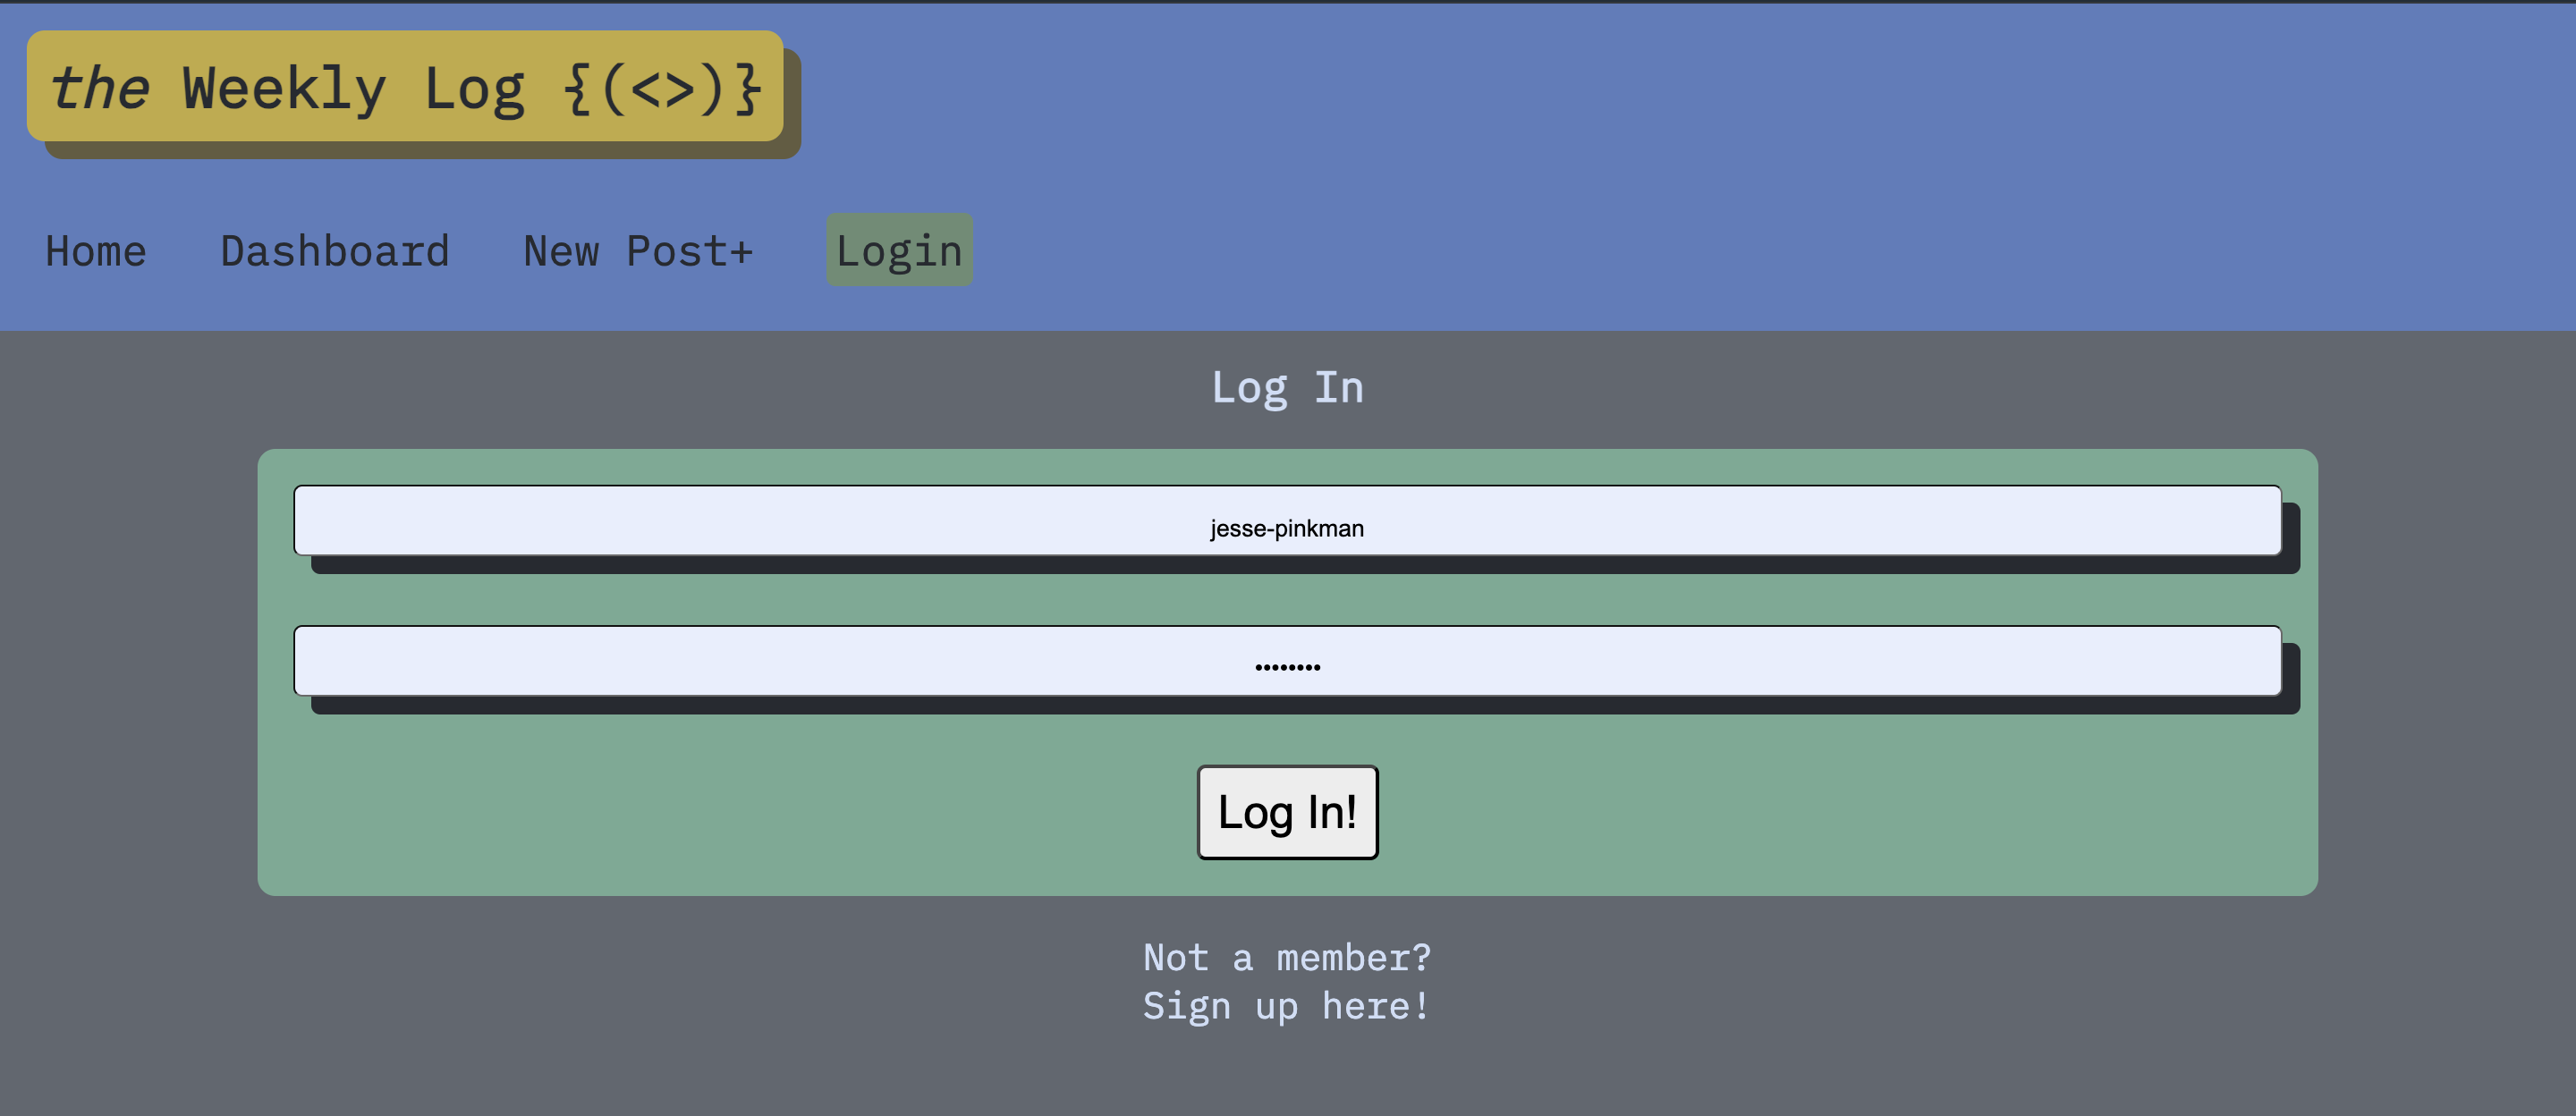 the Weekly Log {(<>)}
Home Dashboard New Post+ Login
Log In
jesse-pinkman
••••••••
Log In!
Not a member?
Sign up here!